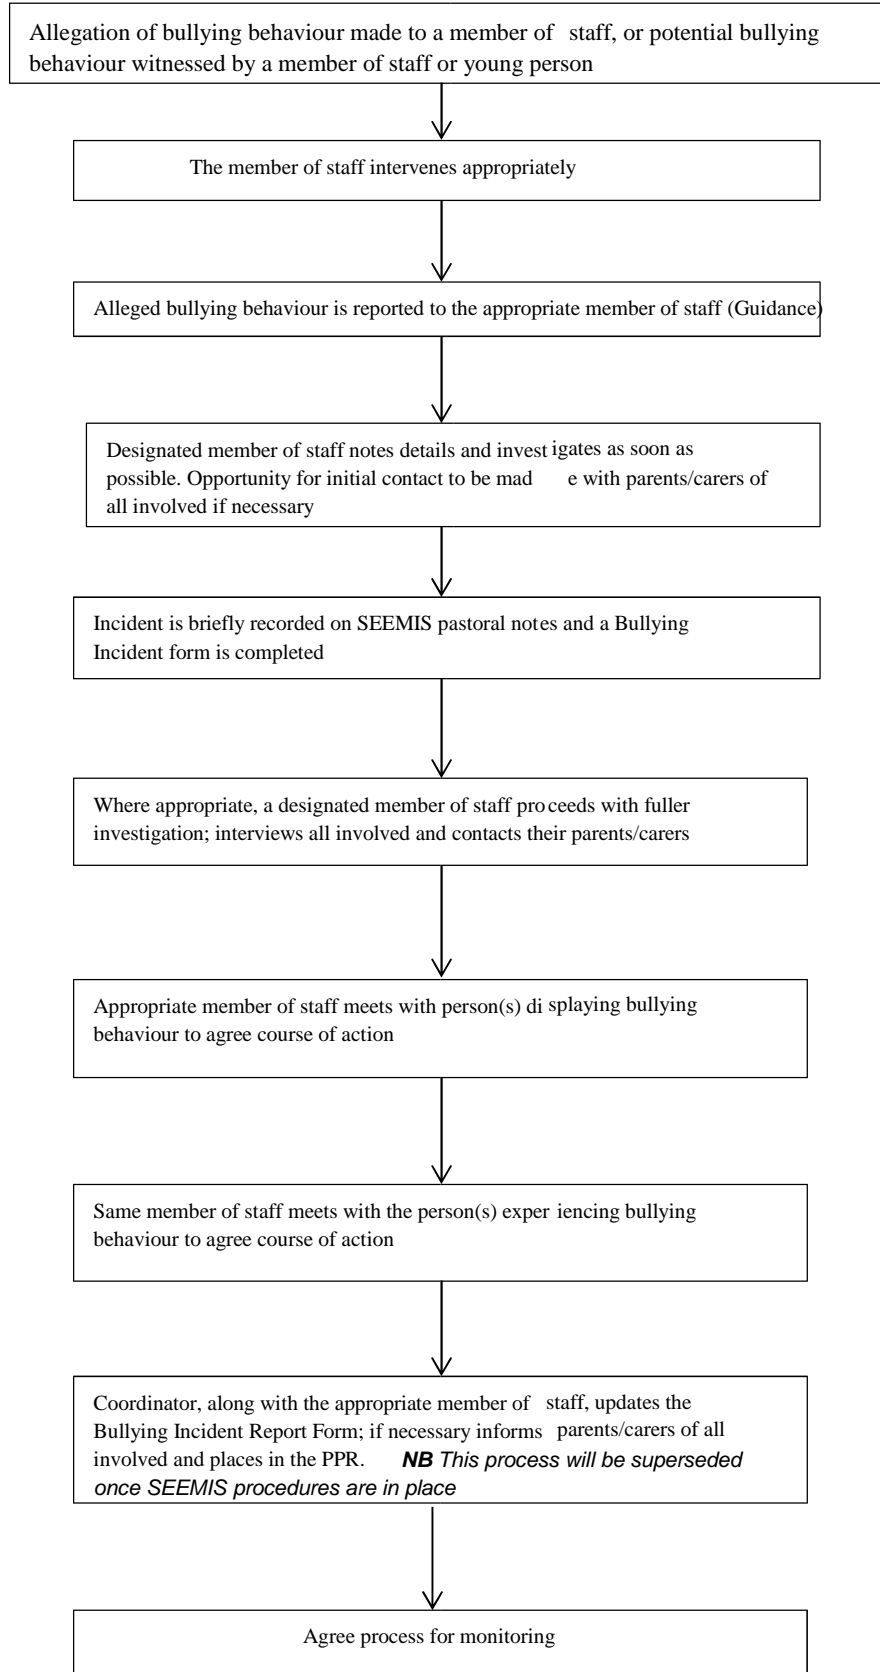 Allegation of bullying behaviour made to a member of staff, or potential bullying
behaviour witnessed by a member of staff or young person
The member of staff intervenes appropriately
Alleged bullying behaviour is reported to the appropriate member of staff (Guidance)
Designated member of staff notes details and invest igates as soon as
possible. Opportunity for initial contact to be mad e with parents/carers of
all involved if necessary
Incident is briefly recorded on SEEMIS pastoral notes and a Bullying
Incident form is completed
Where appropriate, a designated member of staff proceeds with fuller
investigation; interviews all involved and contacts their parents/carers
Appropriate member of staff meets with person(s) di splaying bullying
behaviour to agree course of action
Same member of staff meets with the person(s) exper iencing bullying
behaviour to agree course of action
Coordinator, along with the appropriate member of staff, updates the
Bullying Incident Report Form; if necessary informs parents/carers of all
involved and places in the PPR. NB This process will be superseded
once SEEMIS procedures are in place
Agree process for monitoring